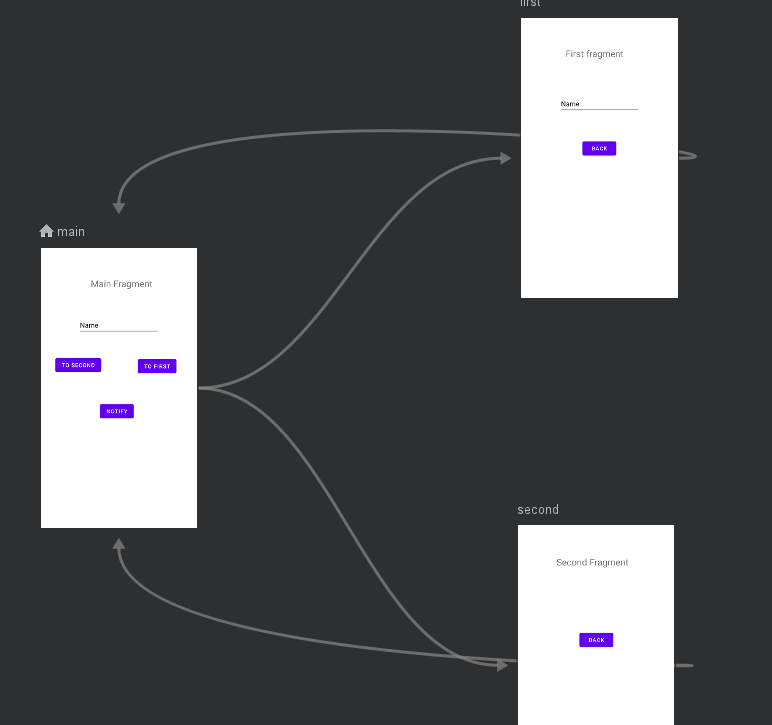 first
First fragment
Name
BACK
main
Main Fragment
Name
TO SECOND
TO FIRST
NOTIFY
second
Second Fragment
BACK